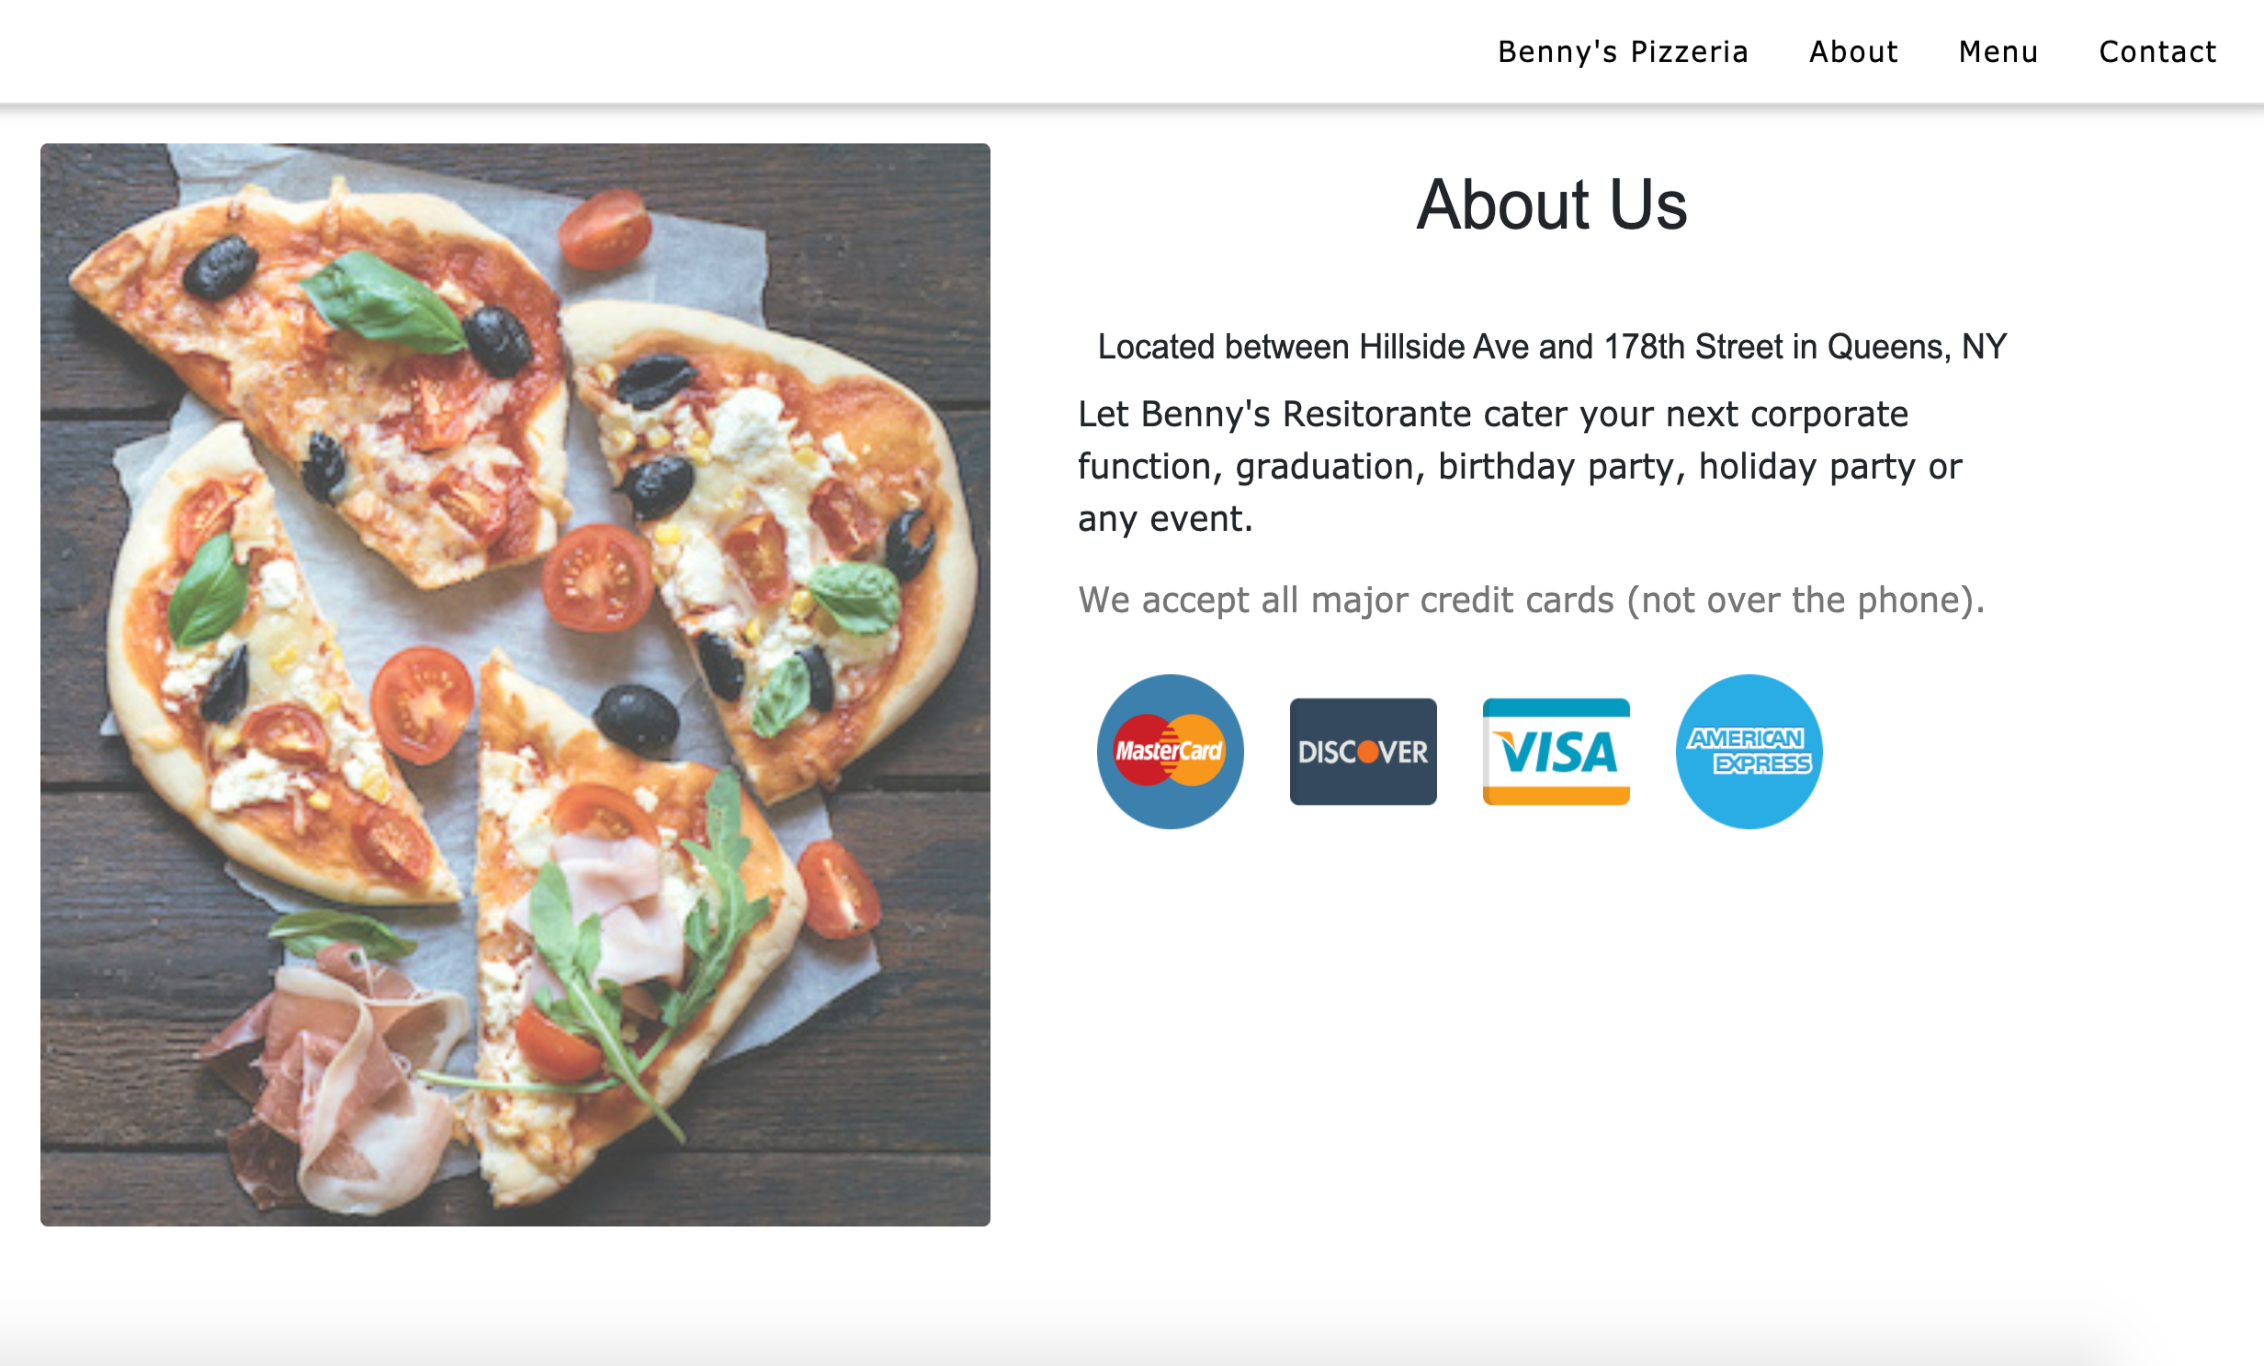 Benny's Pizzeria About Menu Contact
About Us
Located between Hillside Ave and 178th Street in Queens, NY
Let Benny's Resitorante cater your next corporate
function, graduation, birthday party, holiday party or
any event.
We accept all major credit cards (not over the phone).
MasterCard DISCOVER VISA AMERICAN EXPRESS